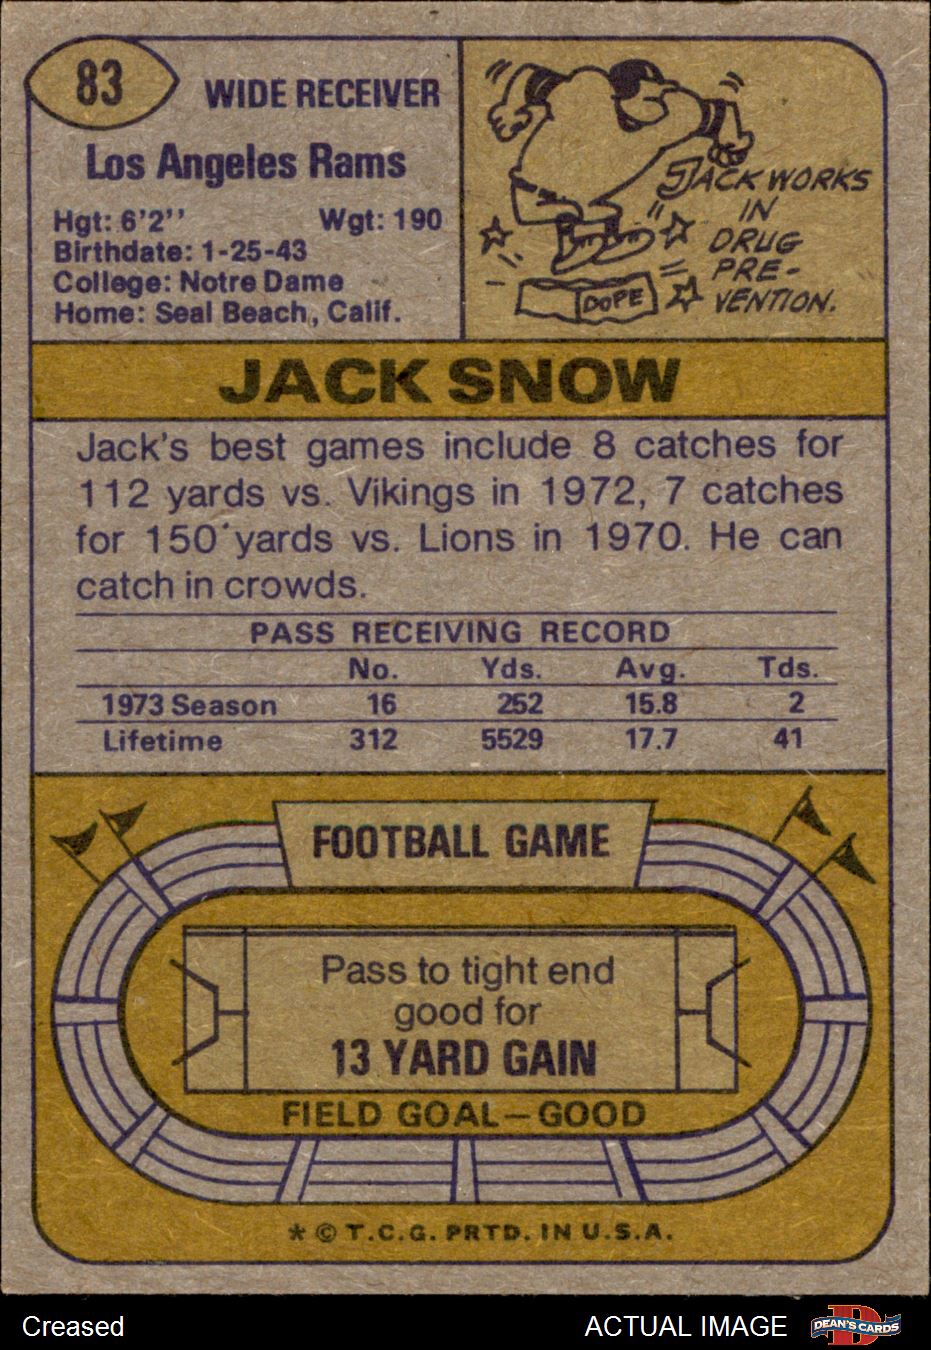 83
WIDE RECEIVER
Los Angeles Rams
Hgt: 6'2'' Wgt: 190
Birthdate: 1-25-43
College: Notre Dame
Home: Seal Beach, Calif.
JACK WORKS
IN
DRUG
PRE-
VENTION.
DOPE
JACK SNOW
Jack's best games include 8 catches for
112 yards vs. Vikings in 1972, 7 catches
for 150 yards vs. Lions in 1970. He can
catch in crowds.
PASS RECEIVING RECORD
No. Yds. Avg. Tds.
1973 Season 16 252 15.8 2
Lifetime 312 5529 17.7 41
FOOTBALL GAME
Pass to tight end
good for
13 YARD GAIN
FIELD GOAL—GOOD
* © T.C.G. PRTD. IN U.S.A.
Creased
ACTUAL IMAGE
DEAN'S CARDS